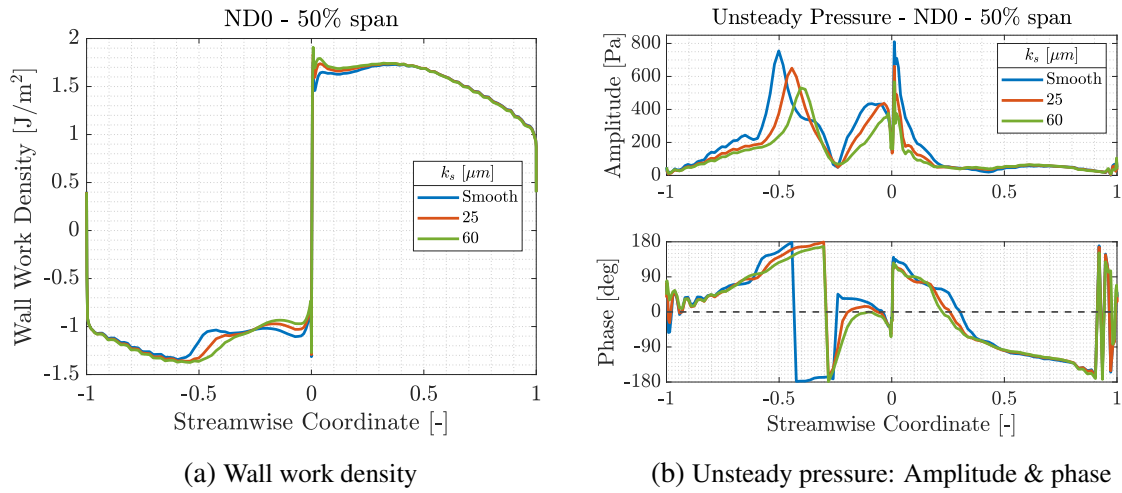 ND0 - 50% span
Wall Work Density [J/m²]
2
1.5
1
0.5
0
-0.5
-1
-1.5
k_s [μm]
Smooth
25
60
-1
-0.5
0
0.5
1
Streamwise Coordinate [-]
(a) Wall work density
Unsteady Pressure - ND0 - 50% span
Amplitude [Pa]
800
600
400
200
0
k_s [μm]
Smooth
25
60
-1
-0.5
0
0.5
1
Phase [deg]
180
90
0
-90
-180
-1
-0.5
0
0.5
1
Streamwise Coordinate [-]
(b) Unsteady pressure: Amplitude & phase